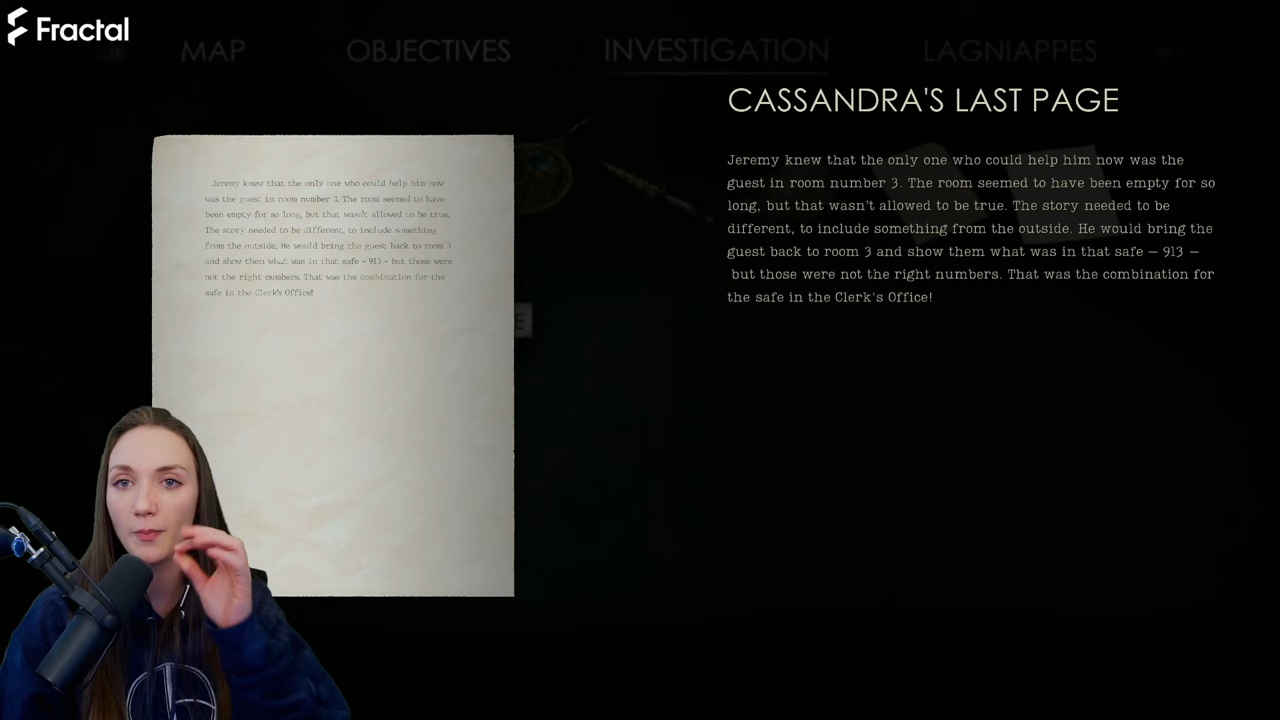 Fractal
MAP
OBJECTIVES
INVESTIGATION
LAGNIAPPES
CASSANDRA'S LAST PAGE
Jeremy knew that the only one who could help him now
was the guest in room number 3. The room seemed to have
been empty for so long, but that wasn't allowed to be true.
The story needed to be different, to include something
from the outside. He would bring the guest back to room 3
and show them what was in that safe - 913 - but those were
not the right numbers. That was the combination for the
safe in the Clerk's Office!
Jeremy knew that the only one who could help him now was the
guest in room number 3. The room seemed to have been empty for so
long, but that wasn’t allowed to be true. The story needed to be
different, to include something from the outside. He would bring the
guest back to room 3 and show them what was in that safe — 913 —
but those were not the right numbers. That was the combination for
the safe in the Clerk's Office!